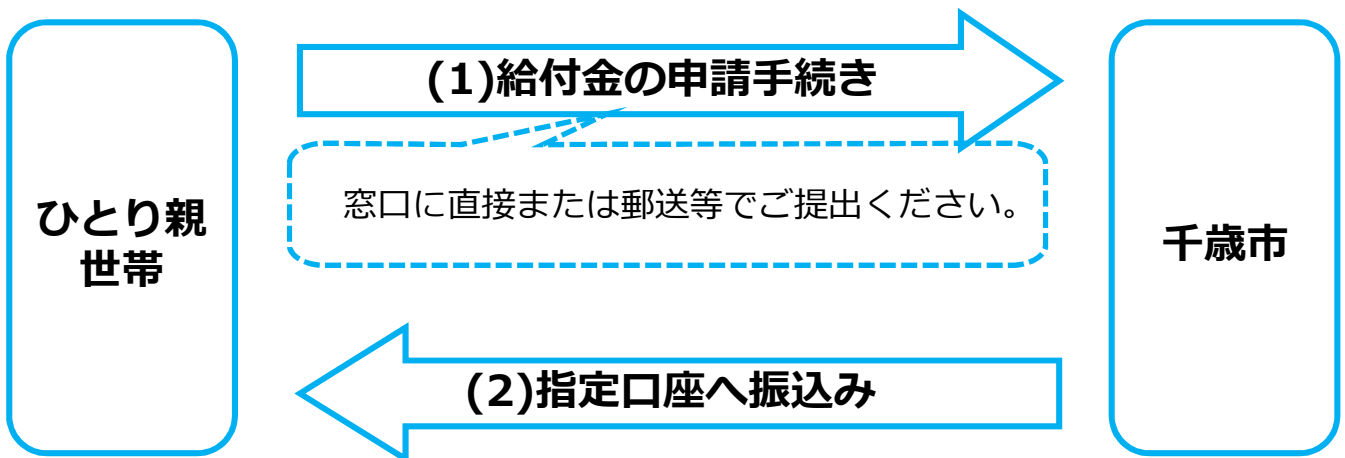 ひとり親
世帯
(1)給付金の申請手続き
窓口に直接または郵送等でご提出ください。
(2)指定口座へ振込み
千歳市